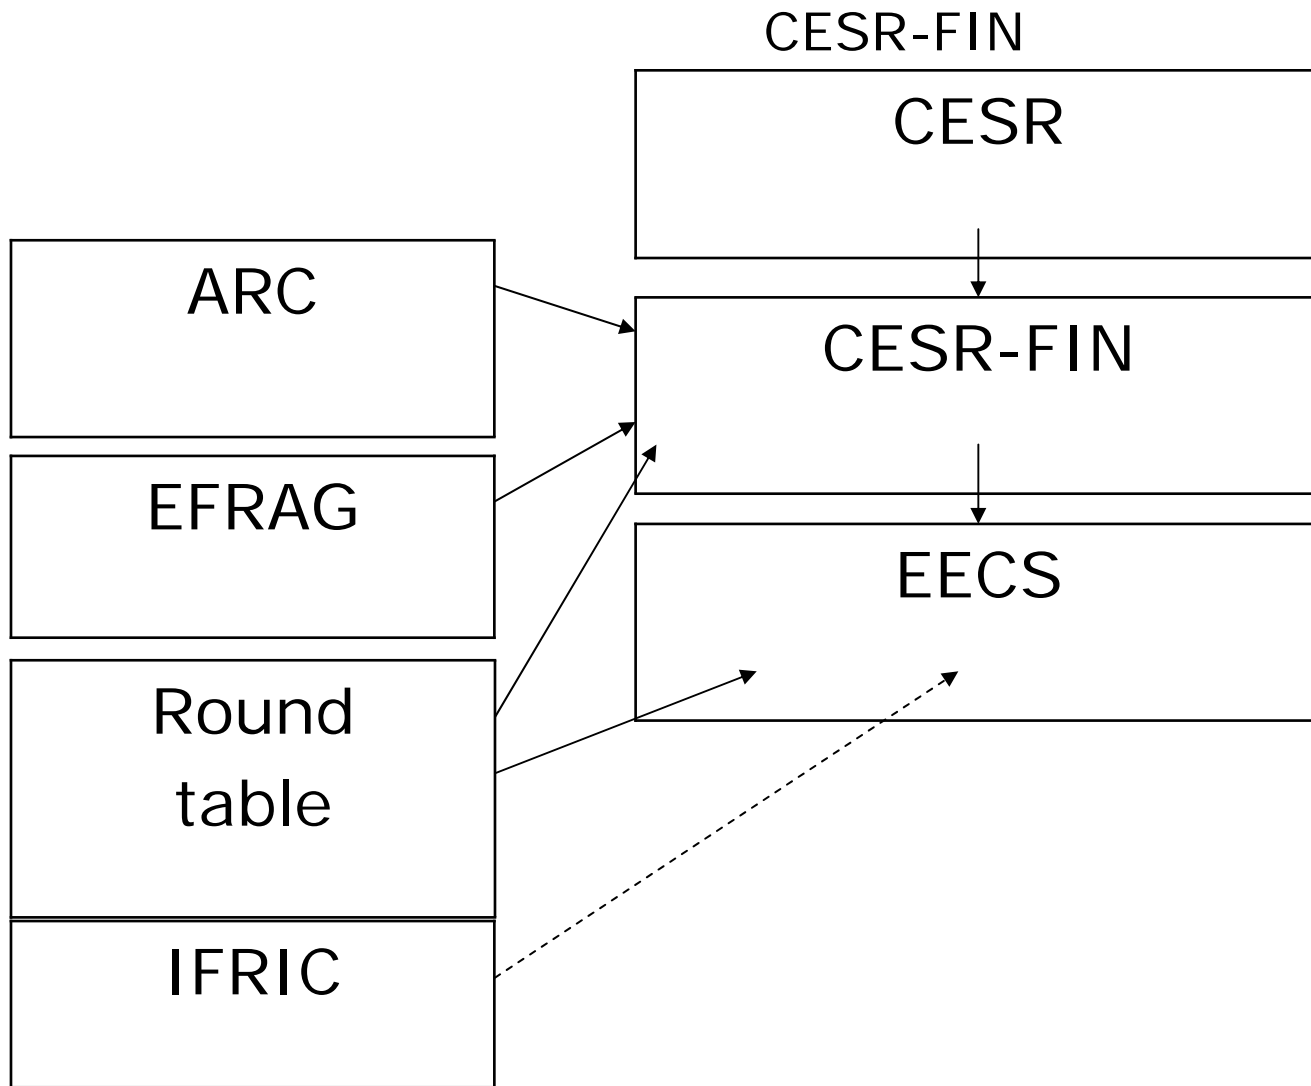 CESR-FIN
CESR
ARC
CESR-FIN
EFRAG
EECS
Round
table
IFRIC